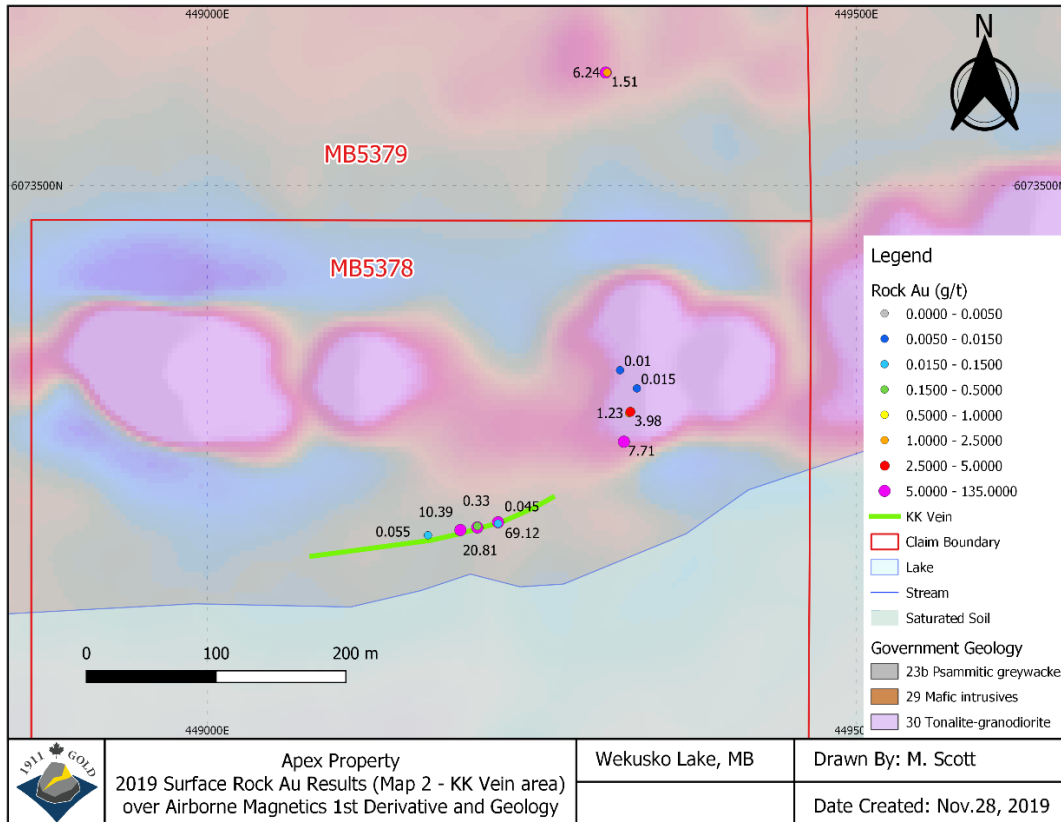 449000E
449500E
N
6.24
1.51
MB5379
6073500N
6073500N
MB5378
0.01
0.015
1.23
3.98
7.71
0.33
0.045
10.39
0.055
69.12
20.81
0 100 200 m
449000E
Legend
Rock Au (g/t)
0.0000 - 0.0050
0.0050 - 0.0150
0.0150 - 0.1500
0.1500 - 0.5000
0.5000 - 1.0000
1.0000 - 2.5000
2.5000 - 5.0000
5.0000 - 135.0000
KK Vein
Claim Boundary
Lake
Stream
Saturated Soil
Government Geology
23b Psammitic greywacke
29 Mafic intrusives
30 Tonalite-granodiorite
1911 GOLD
Apex Property
2019 Surface Rock Au Results (Map 2 - KK Vein area)
over Airborne Magnetics 1st Derivative and Geology
Wekusko Lake, MB
Drawn By: M. Scott
Date Created: Nov.28, 2019